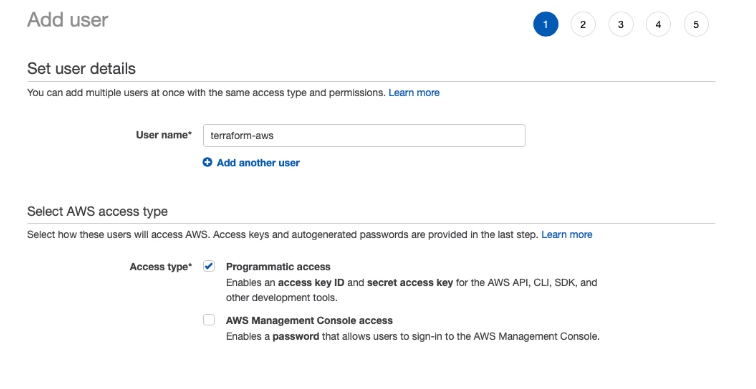 Add user
1 2 3 4 5
Set user details
You can add multiple users at once with the same access type and permissions. Learn more
User name* terraform-aws
Add another user
Select AWS access type
Select how these users will access AWS. Access keys and autogenerated passwords are provided in the last step. Learn more
Access type* Programmatic access
Enables an access key ID and secret access key for the AWS API, CLI, SDK, and
other development tools.
AWS Management Console access
Enables a password that allows users to sign-in to the AWS Management Console.